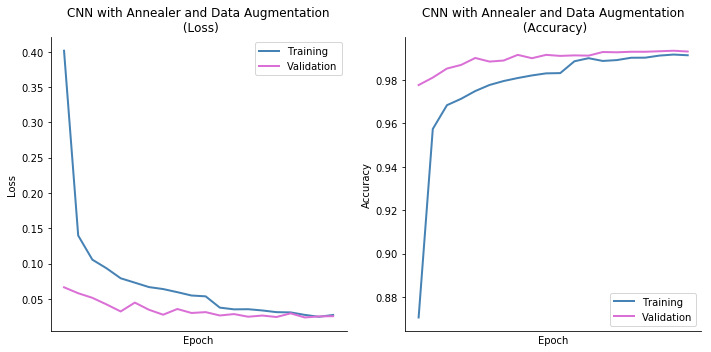 CNN with Annealer and Data Augmentation
(Loss)
Training
Validation
0.40
0.35
0.30
0.25
0.20
0.15
0.10
0.05
Loss
Epoch
CNN with Annealer and Data Augmentation
(Accuracy)
0.98
0.96
0.94
0.92
0.90
0.88
Accuracy
Training
Validation
Epoch